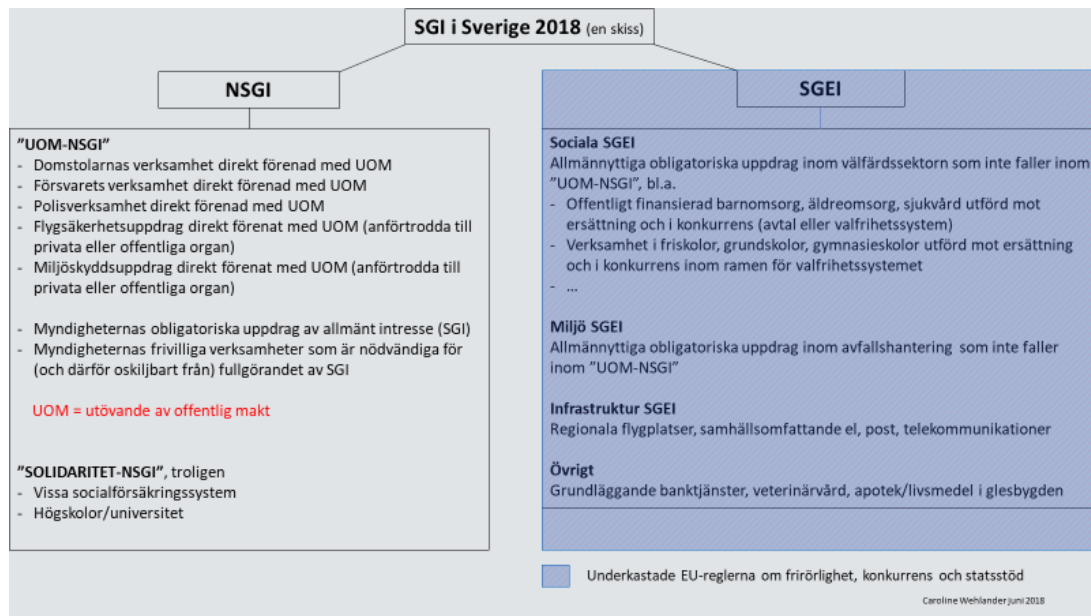 SGI i Sverige 2018 (en skiss)
NSGI
"UOM-NSGI"
- Domstolarnas verksamhet direkt förenad med UOM
- Försvarets verksamhet direkt förenad med UOM
- Polisverksamhet direkt förenad med UOM
- Flygsäkerhetsuppdrag direkt förenat med UOM (anförtrodda till
privata eller offentliga organ)
- Miljöskyddsuppdrag direkt förenat med UOM (anförtrodda till
privata eller offentliga organ)
- Myndigheternas obligatoriska uppdrag av allmänt intresse (SGI)
- Myndigheternas frivilliga verksamheter som är nödvändiga för
(och därför oskiljbart från) fullgörandet av SGI
UOM = utövande av offentlig makt
"SOLIDARITET-NSGI", troligen
- Vissa socialförsäkringssystem
- Högskolor/universitet
SGEI
Sociala SGEI
Allmännyttiga obligatoriska uppdrag inom välfärdssektorn som inte faller inom
"UOM-NSGI", bl.a.
- Offentligt finansierad barnomsorg, äldreomsorg, sjukvård utförd mot
ersättning och i konkurrens (avtal eller valfrihetssystem)
- Verksamhet i friskolor, grundskolor, gymnasieskolor utförd mot ersättning
och i konkurrens inom ramen för valfrihetssystemet
- ...
Miljö SGEI
Allmännyttiga obligatoriska uppdrag inom avfallshantering som inte faller
inom "UOM-NSGI"
Infrastruktur SGEI
Regionala flygplatser, samhällsomfattande el, post, telekommunikationer
Övrigt
Grundläggande banktjänster, veterinärvård, apotek/livsmedel i glesbygden
Underkastade EU-reglerna om frirörlighet, konkurrens och statsstöd
Caroline Wehlander juni 2018